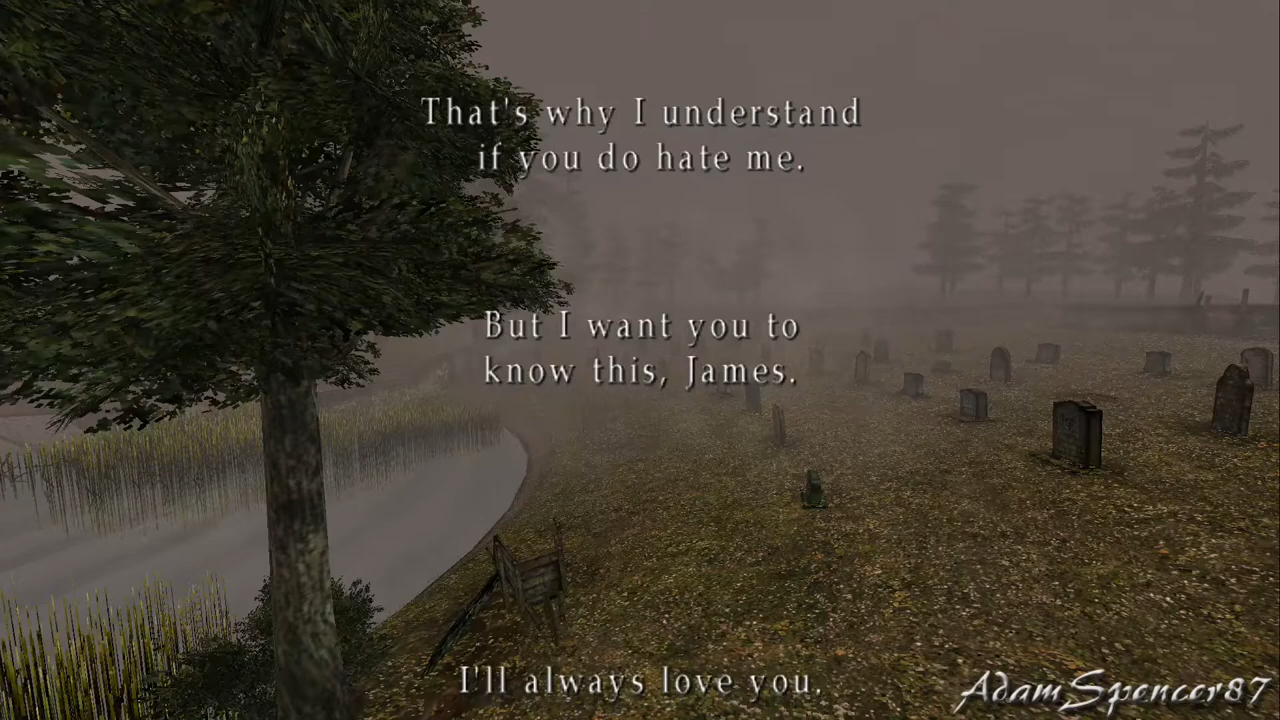 That's why I understand
if you do hate me.
But I want you to
know this, James.
I'll always love you.
AdamSpencer87